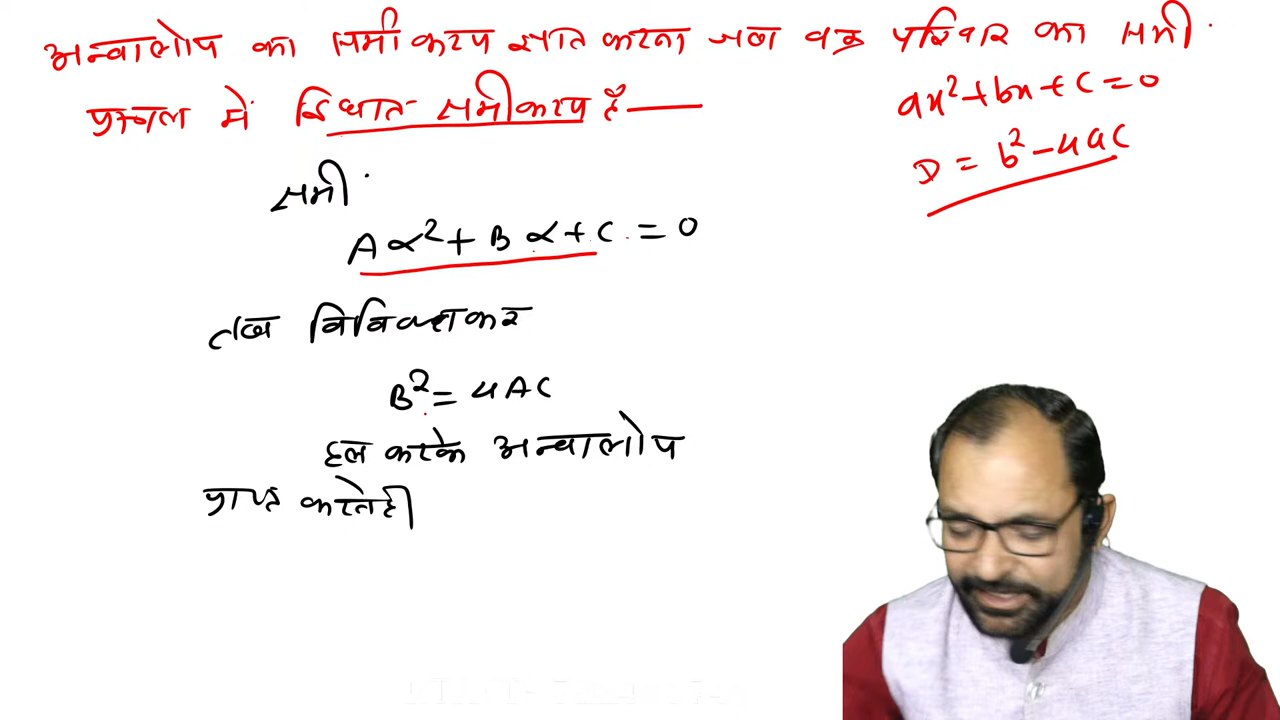 अन्वालोप का समीकरण ज्ञात करना जब वक्र परिवार का समी.
प्रचाल में द्विघात समीकरण है —
ax²+bx+c=0
D = b²-4ac
समी.
Aα²+Bα+C = 0
तब विविक्तकर
B² = 4AC
हल करके अन्वालोप
प्राप्त करते है।